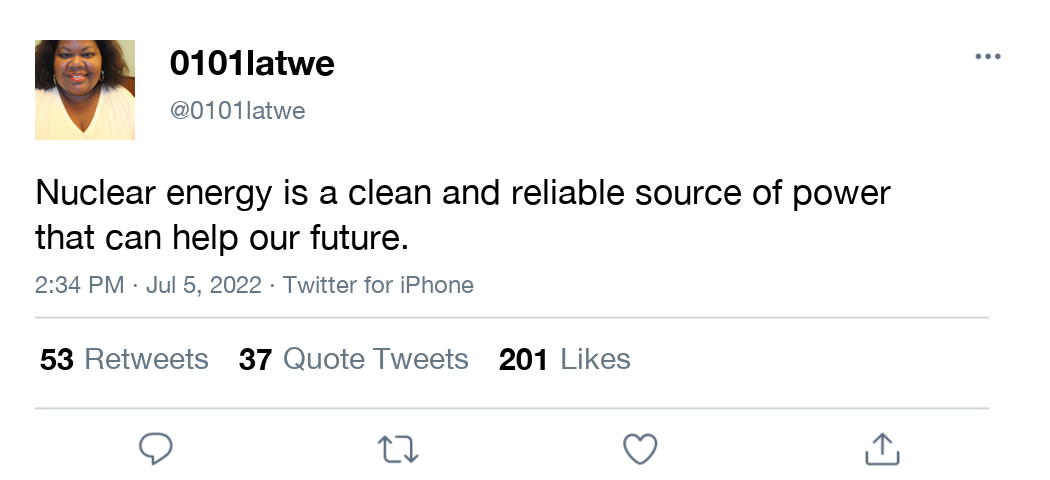 0101latwe
@0101latwe
Nuclear energy is a clean and reliable source of power
that can help our future.
2:34 PM · Jul 5, 2022 · Twitter for iPhone
53 Retweets 37 Quote Tweets 201 Likes